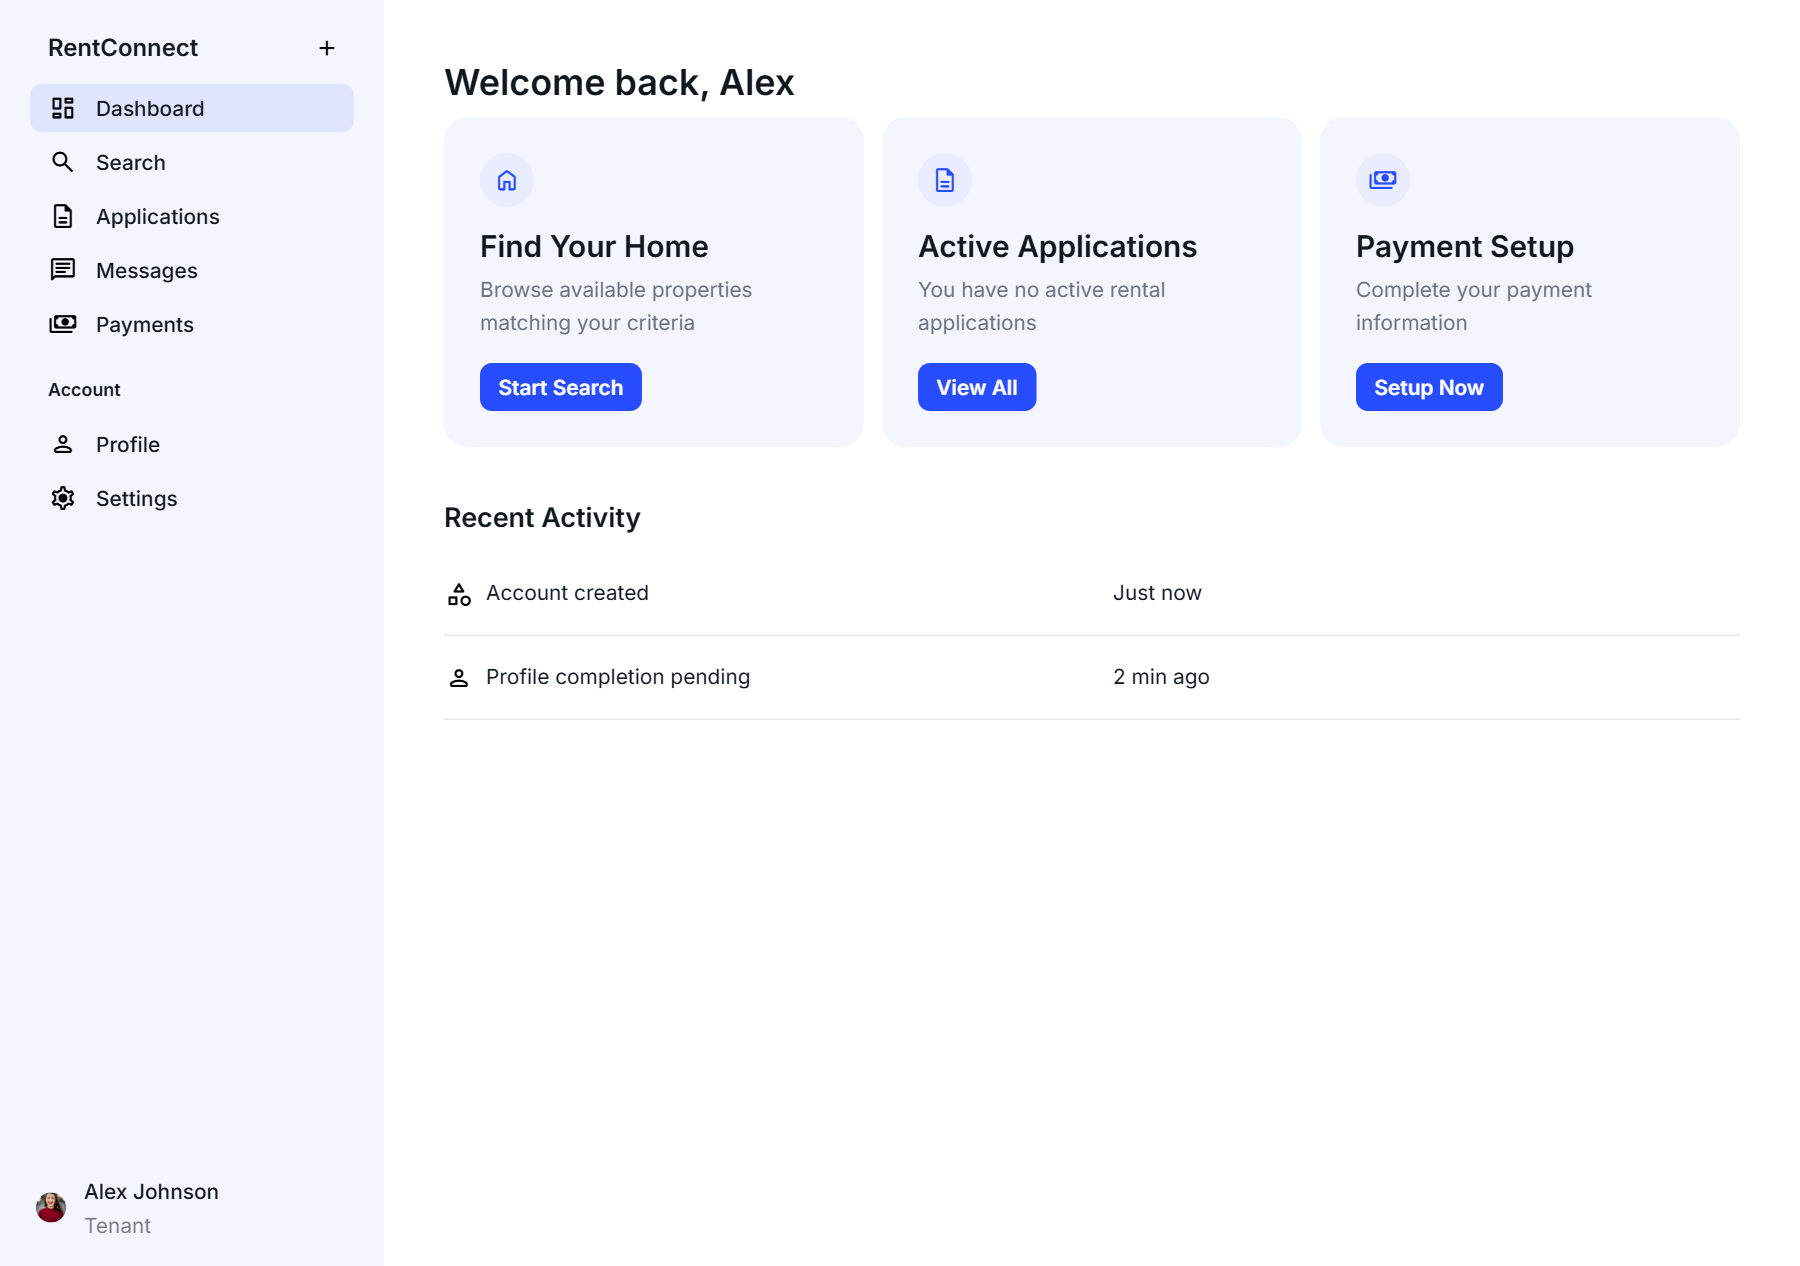 RentConnect
Dashboard
Search
Applications
Messages
Payments
Account
Profile
Settings
Alex Johnson
Tenant
Welcome back, Alex
Find Your Home
Browse available properties
matching your criteria
Start Search
Active Applications
You have no active rental
applications
View All
Payment Setup
Complete your payment
information
Setup Now
Recent Activity
Account created
Just now
Profile completion pending
2 min ago